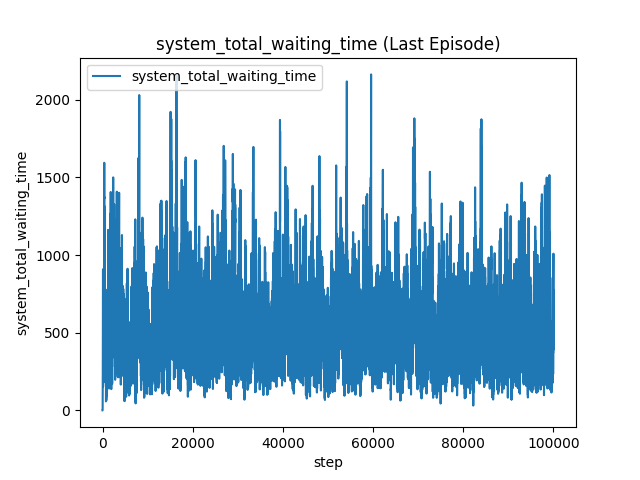 system_total_waiting_time (Last Episode)
system_total_waiting_time
system_total_waiting_time
2000
1500
1000
500
0
0 20000 40000 60000 80000 100000
step